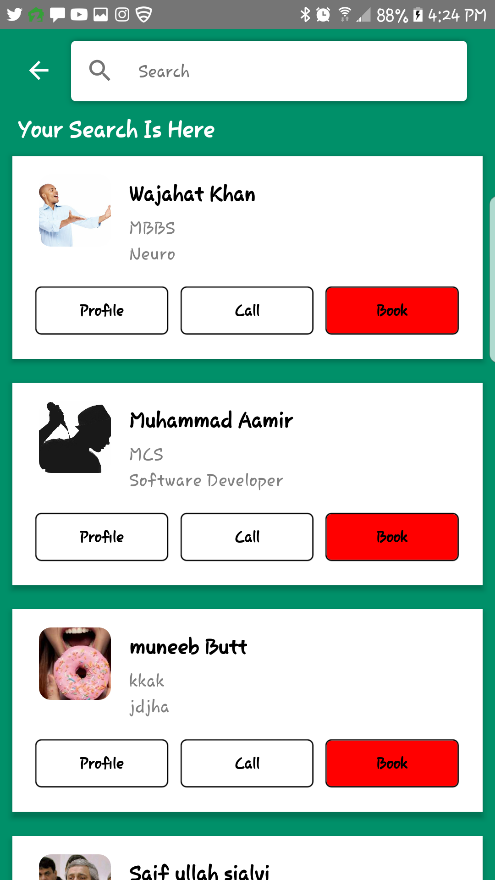 88% 4:24 PM
Search
Your Search Is Here
Wajahat Khan
MBBS
Neuro
Profile Call Book
Muhammad Aamir
MCS
Software Developer
Profile Call Book
muneeb Butt
kkak
jdjha
Profile Call Book
Saif ullah sialvi